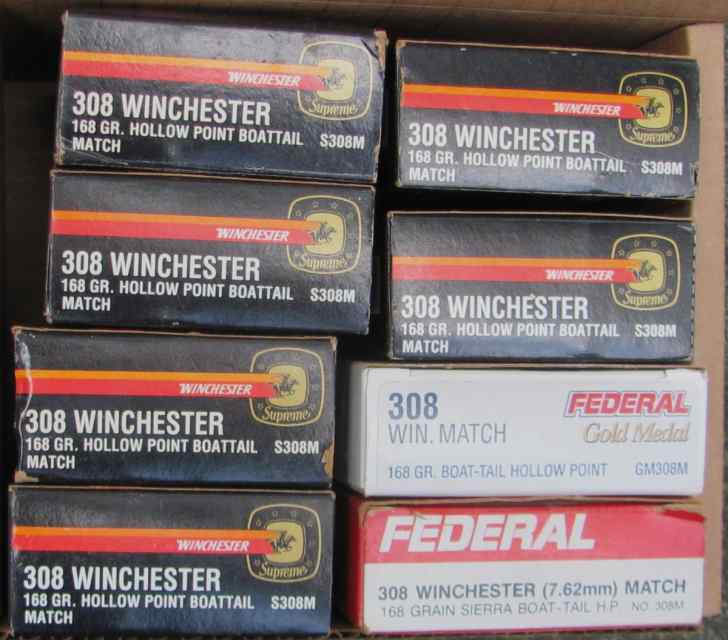 WINCHESTER
Supreme
308 WINCHESTER
168 GR. HOLLOW POINT BOATTAIL S308M
MATCH
WINCHESTER
Supreme
308 WINCHESTER
168 GR. HOLLOW POINT BOATTAIL S308M
MATCH
WINCHESTER
Supreme
308 WINCHESTER
168 GR. HOLLOW POINT BOATTAIL S308M
MATCH
WINCHESTER
Supreme
308 WINCHESTER
168 GR. HOLLOW POINT BOATTAIL S308M
MATCH
WINCHESTER
Supreme
308 WINCHESTER
168 GR. HOLLOW POINT BOATTAIL S308M
MATCH
WINCHESTER
Supreme
308 WINCHESTER
168 GR. HOLLOW POINT BOATTAIL S308M
MATCH
308 FEDERAL
WIN. MATCH Gold Medal
168 GR. BOAT-TAIL HOLLOW POINT GM308M
FEDERAL
308 WINCHESTER (7.62mm) MATCH
168 GRAIN SIERRA BOAT-TAIL H.P. NO. 308M